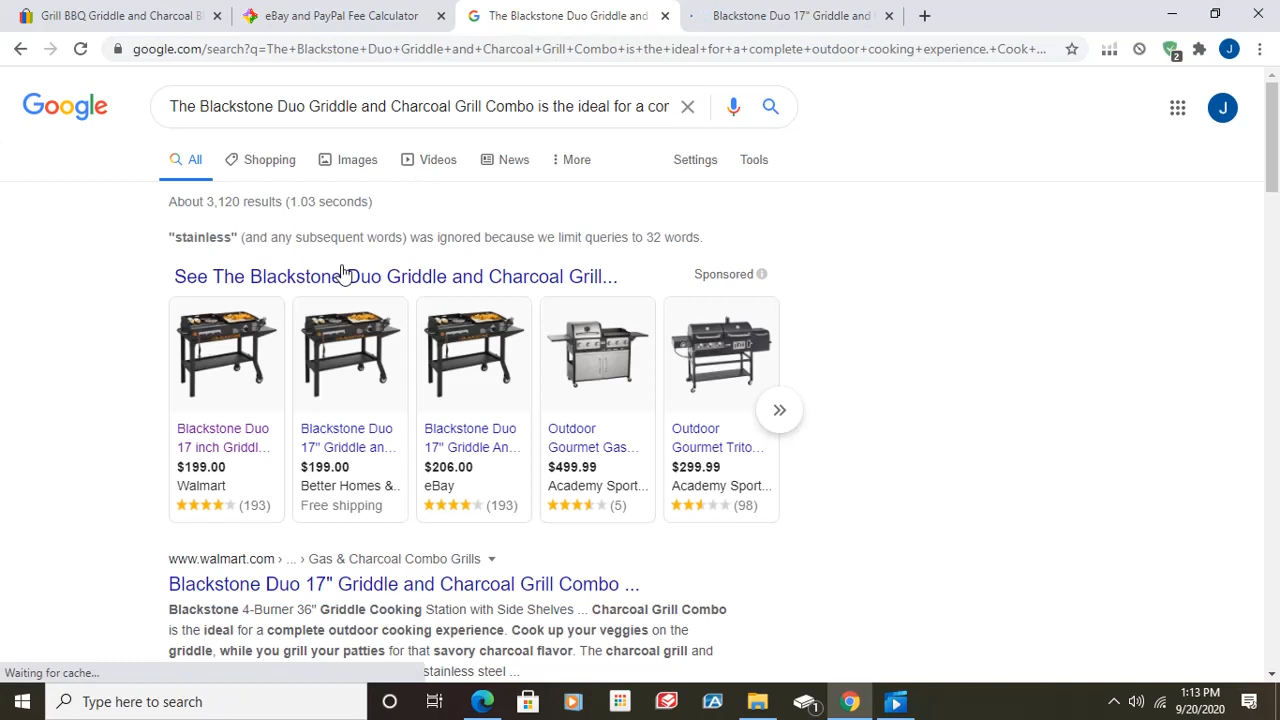 Grill BBQ Griddle and Charcoal B
eBay and PayPal Fee Calculator
The Blackstone Duo Griddle and
Blackstone Duo 17" Griddle and
google.com/search?q=The+Blackstone+Duo+Griddle+and+Charcoal+Grill+Combo+is+the+ideal+for+a+complete+outdoor+cooking+experience.+Cook+...
2
J
Google
The Blackstone Duo Griddle and Charcoal Grill Combo is the ideal for a cor
J
All
Shopping
Images
Videos
News
More
Settings
Tools
About 3,120 results (1.03 seconds)
"stainless" (and any subsequent words) was ignored because we limit queries to 32 words.
See The Blackstone Duo Griddle and Charcoal Grill...
Sponsored
Blackstone Duo
17 inch Griddl...
$199.00
Walmart
(193)
Blackstone Duo
17" Griddle an...
$199.00
Better Homes &..
Free shipping
Blackstone Duo
17" Griddle An...
$206.00
eBay
(193)
Outdoor
Gourmet Gas...
$499.99
Academy Sport...
(5)
Outdoor
Gourmet Trito...
$299.99
Academy Sport...
(98)
www.walmart.com › ... › Gas & Charcoal Combo Grills
Blackstone Duo 17" Griddle and Charcoal Grill Combo ...
Blackstone 4-Burner 36" Griddle Cooking Station with Side Shelves ... Charcoal Grill Combo
is the ideal for a complete outdoor cooking experience. Cook up your veggies on the
griddle, while you grill your patties for that savory charcoal flavor. The charcoal grill and
stainless steel ...
Waiting for cache...
Type here to search
1
1:13 PM
9/20/2020